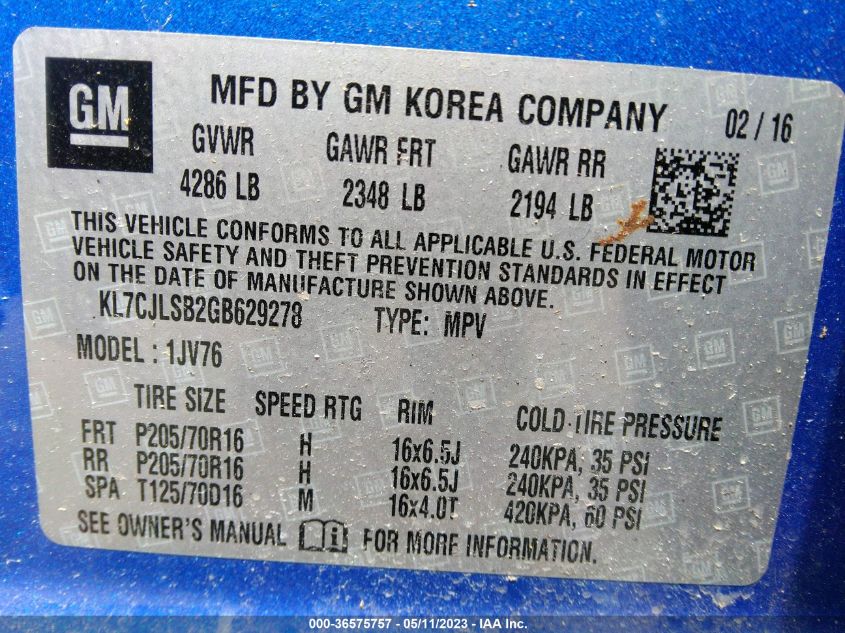 GM
MFD BY GM KOREA COMPANY 02 / 16
GVWR GAWR FRT GAWR RR
4286 LB 2348 LB 2194 LB
THIS VEHICLE CONFORMS TO ALL APPLICABLE U.S. FEDERAL MOTOR
VEHICLE SAFETY AND THEFT PREVENTION STANDARDS IN EFFECT
ON THE DATE OF MANUFACTURE SHOWN ABOVE.
KL7CJLSB2GB629278 TYPE: MPV
MODEL : 1JV76
TIRE SIZE SPEED RTG RIM COLD TIRE PRESSURE
FRT P205/70R16 H 16x6.5J 240KPA, 35 PSI
RR P205/70R16 H 16x6.5J 240KPA, 35 PSI
SPA T125/70D16 M 16x4.0T 420KPA, 60 PSI
SEE OWNER'S MANUAL FOR MORE INFORMATION.
000-36575757 - 05/11/2023 - IAA Inc.